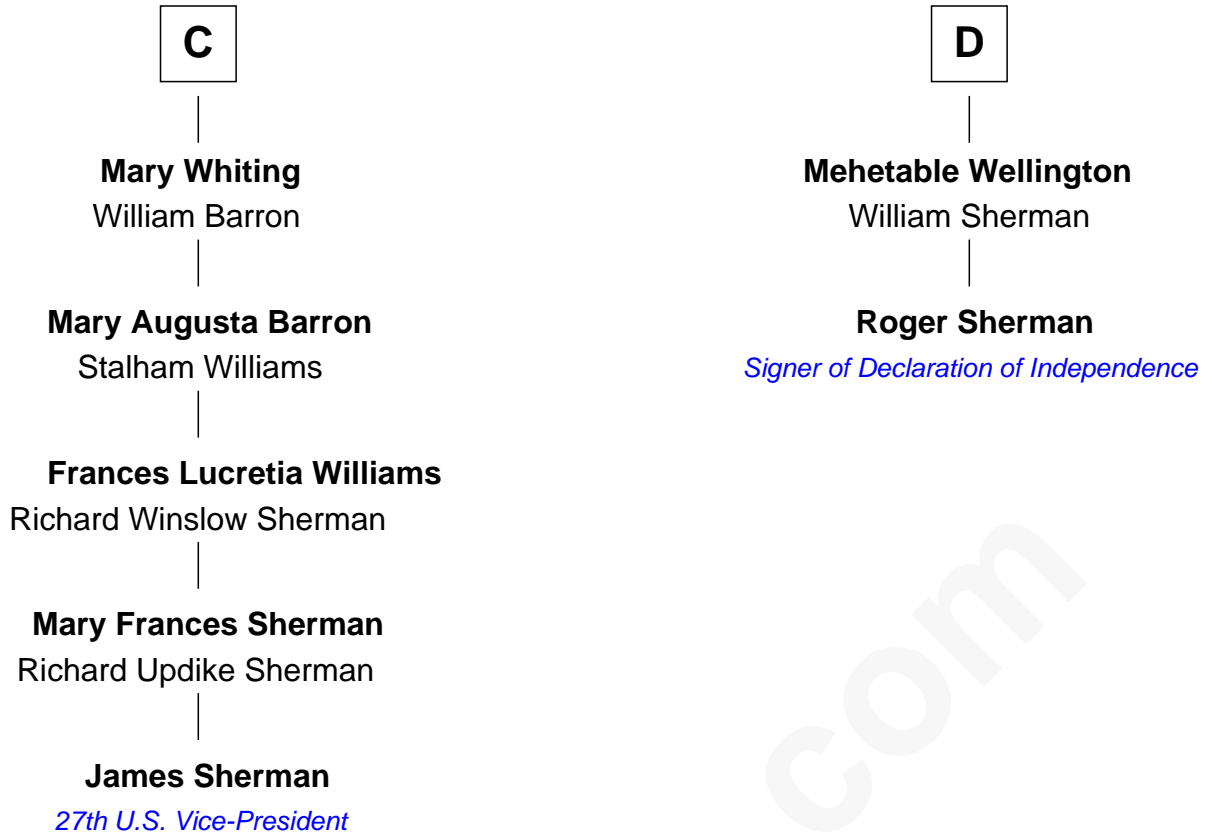 C
Mary Whiting
William Barron
Mary Augusta Barron
Stalham Williams
Frances Lucretia Williams
Richard Winslow Sherman
Mary Frances Sherman
Richard Updike Sherman
James Sherman
27th U.S. Vice-President
D
Mehetable Wellington
William Sherman
Roger Sherman
Signer of Declaration of Independence
com